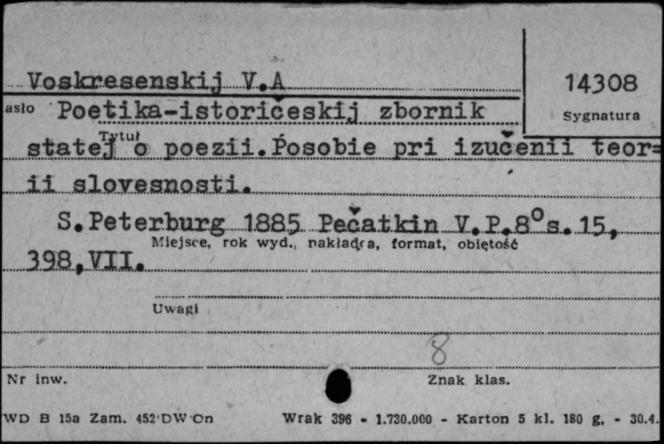 Voskresenskij V.A
14308
asło Poetika-istoričeskij zbornik
Sygnatura
Tytuł
statej o poezii.Posobie pri izučenii teor=
ii slovesnosti.
S.Peterburg 1885 Pečatkin V.P.8° s.15,
Miejsce, rok wyd., nakładca, format, objętość
398,VII.
Uwagi
8
Nr inw.
Znak klas.
WD B 15a Zam. 452 DW On Wrak 396 - 1.730.000 - Karton 5 kl. 180 g. - 30.4.